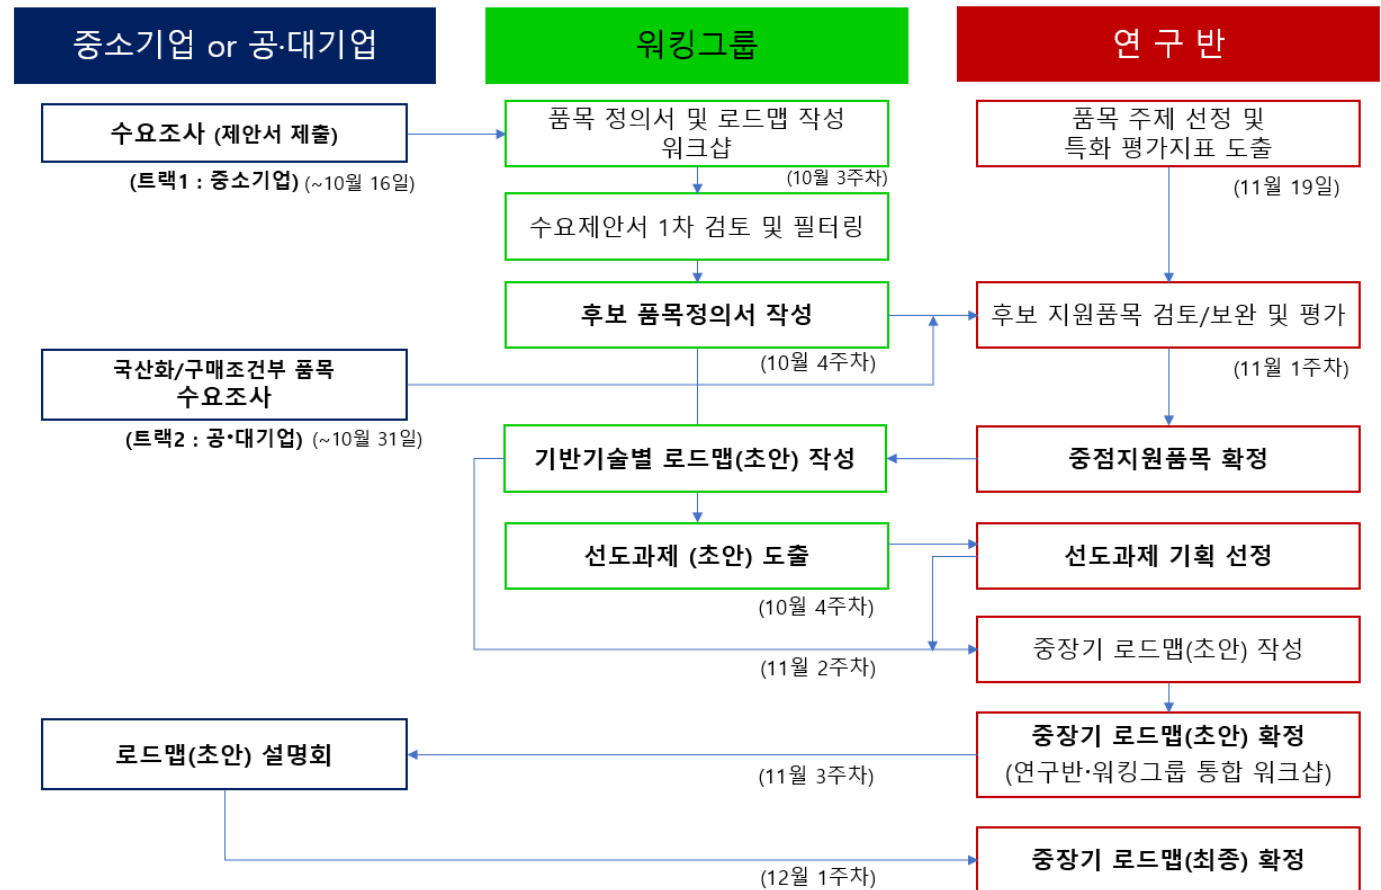 중소기업 or 공·대기업
워킹그룹
연 구 반
수요조사 (제안서 제출)
(트랙1 : 중소기업) (~10월 16일)
품목 정의서 및 로드맵 작성
워크샵
(10월 3주차)
품목 주제 선정 및
특화 평가지표 도출
(11월 19일)
수요제안서 1차 검토 및 필터링
후보 품목정의서 작성
(10월 4주차)
후보 지원품목 검토/보완 및 평가
(11월 1주차)
국산화/구매조건부 품목
수요조사
(트랙2 : 공•대기업) (~10월 31일)
기반기술별 로드맵(초안) 작성
중점지원품목 확정
선도과제 (초안) 도출
(10월 4주차)
선도과제 기획 선정
중장기 로드맵(초안) 작성
(11월 2주차)
로드맵(초안) 설명회
중장기 로드맵(초안) 확정
(연구반·워킹그룹 통합 워크샵)
(11월 3주차)
중장기 로드맵(최종) 확정
(12월 1주차)